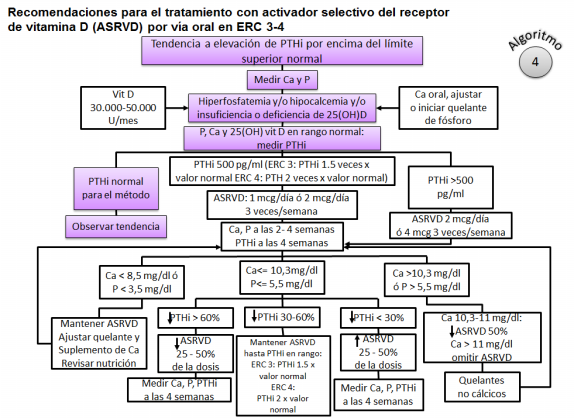 Recomendaciones para el tratamiento con activador selectivo del receptor
de vitamina D (ASRVD) por via oral en ERC 3-4
Algoritmo
4
Tendencia a elevación de PTHi por encima del límite
superior normal
Medir Ca y P
Vit D
30.000-50.000
U/mes
Hiperfosfatemia y/o hipocalcemia y/o
insuficiencia o deficiencia de 25(OH)D
Ca oral, ajustar
o iniciar quelante
de fósforo
P, Ca y 25(OH) vit D en rango normal:
medir PTHi
PTHi normal
para el método
Observar tendencia
PTHi 500 pg/ml (ERC 3: PTHi 1.5 veces x
valor normal ERC 4: PTH 2 veces x valor normal)
ASRVD: 1 mcg/día ó 2 mcg/día
3 veces/semana
PTHi >500
pg/ml
ASRVD 2 mcg/día
ó 4 mcg 3 veces/semana
Ca, P a las 2- 4 semanas
PTHi a las 4 semanas
Ca < 8,5 mg/dl ó
P < 3,5 mg/dl
Ca<= 10,3mg/dl
P<= 5,5 mg/dl
Ca >10,3 mg/dl
ó P > 5,5 mg/dl
Mantener ASRVD
Ajustar quelante y
Suplemento de Ca
Revisar nutrición
↓PTHi > 60%
↓ASRVD
25 - 50%
de la dosis
Medir Ca, P, PTHi
a las 4 semanas
↓PTHi 30-60%
Mantener ASRVD
hasta PTHi en rango:
ERC 3: PTHi 1.5 x
valor normal
ERC 4:
PTHi 2 x valor
normal
↓PTHi < 30%
↑ASRVD
25 - 50%
de la dosis
Medir Ca, P, PTHi
a las 4 semanas
Ca 10,3-11 mg/dl:
↓ASRVD 50%
Ca > 11 mg/dl
omitir ASRVD
Quelantes
no cálcicos